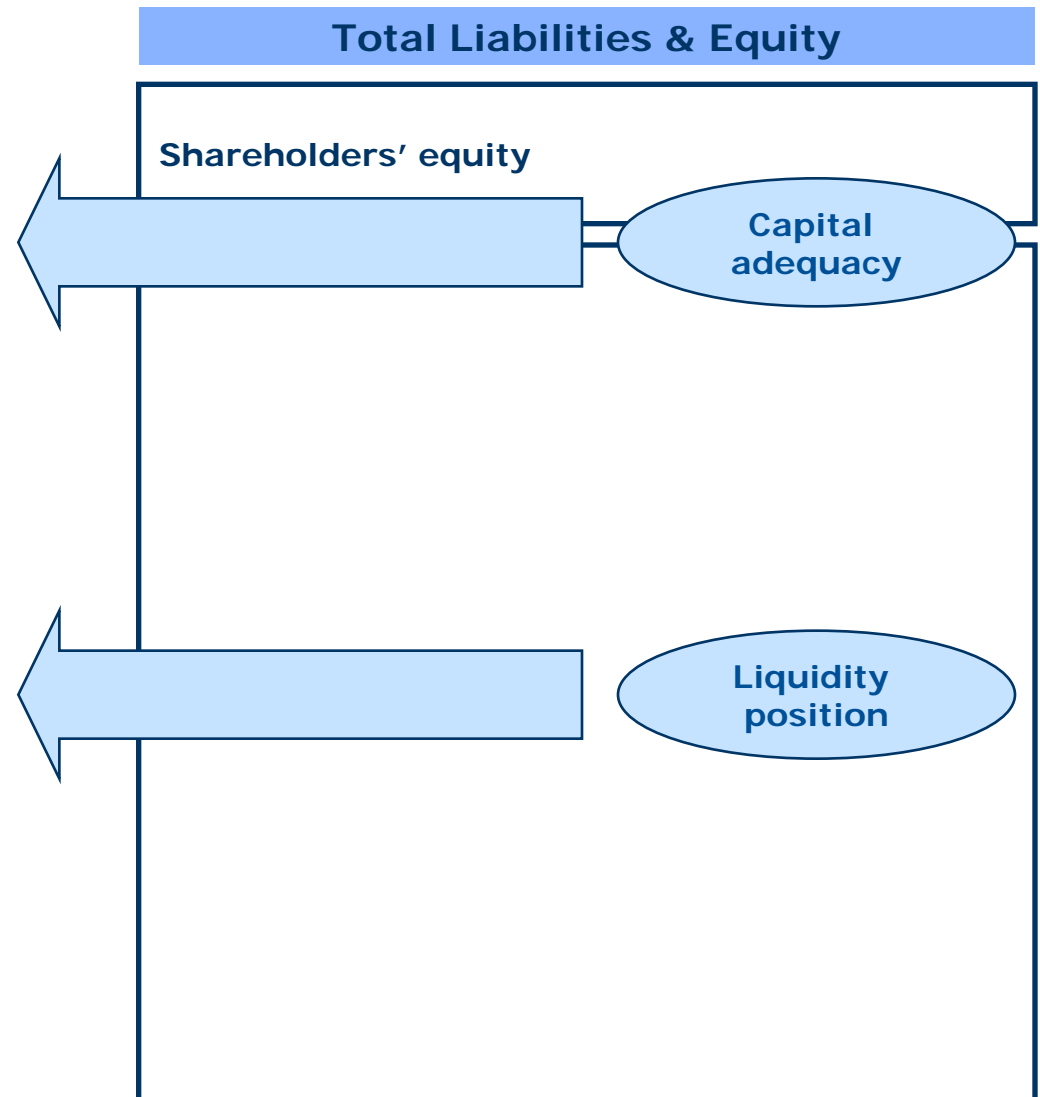 Total Liabilities & Equity
Shareholders’ equity
Capital
adequacy
Liquidity
position